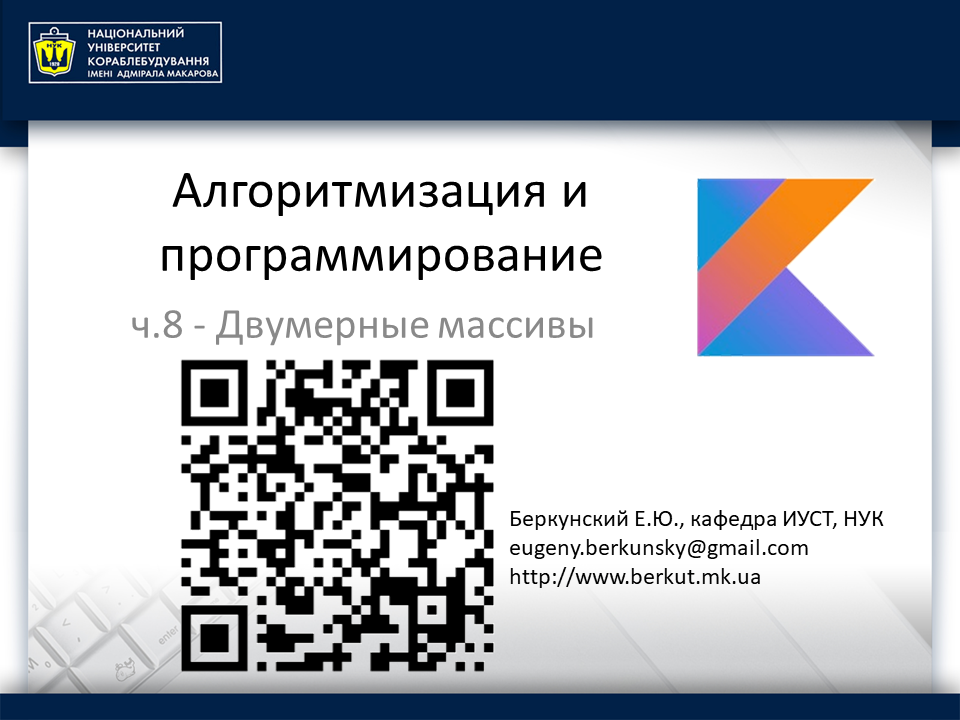 НАЦІОНАЛЬНИЙ
УНІВЕРСИТЕТ
КОРАБЛЕБУДУВАННЯ
ІМЕНІ АДМІРАЛА МАКАРОВА
НУК
1920
Алгоритмизация и
программирование
ч.8 - Двумерные массивы
Беркунский Е.Ю., кафедра ИУСТ, НУК
eugeny.berkunsky@gmail.com
http://www.berkut.mk.ua
enter